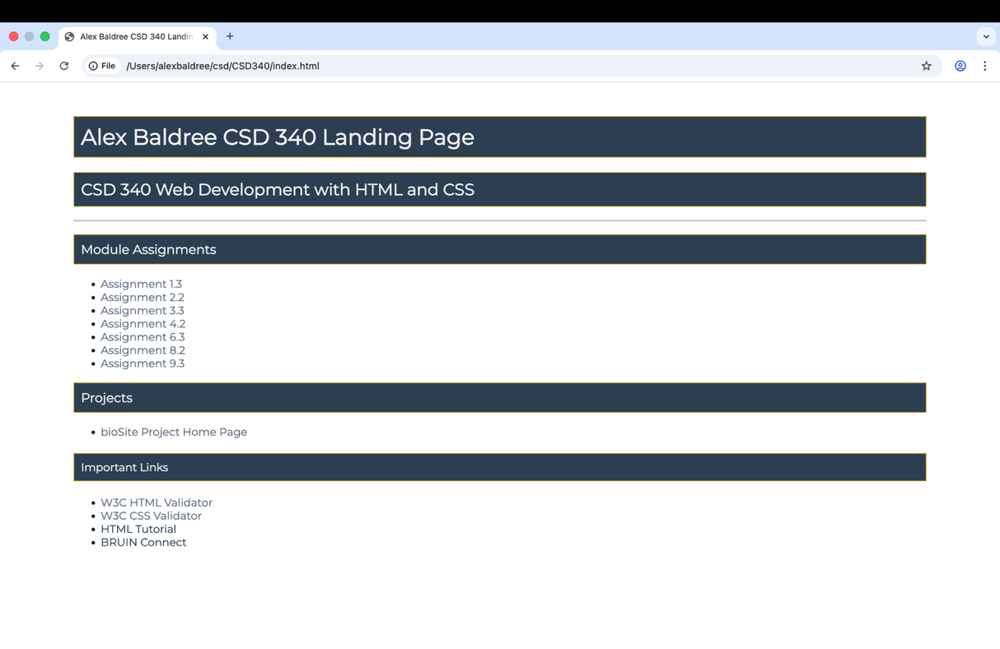 Alex Baldree CSD 340 Landin
File /Users/alexbaldree/csd/CSD340/index.html
Alex Baldree CSD 340 Landing Page
CSD 340 Web Development with HTML and CSS
Module Assignments
Assignment 1.3
Assignment 2.2
Assignment 3.3
Assignment 4.2
Assignment 6.3
Assignment 8.2
Assignment 9.3
Projects
bioSite Project Home Page
Important Links
W3C HTML Validator
W3C CSS Validator
HTML Tutorial
BRUIN Connect